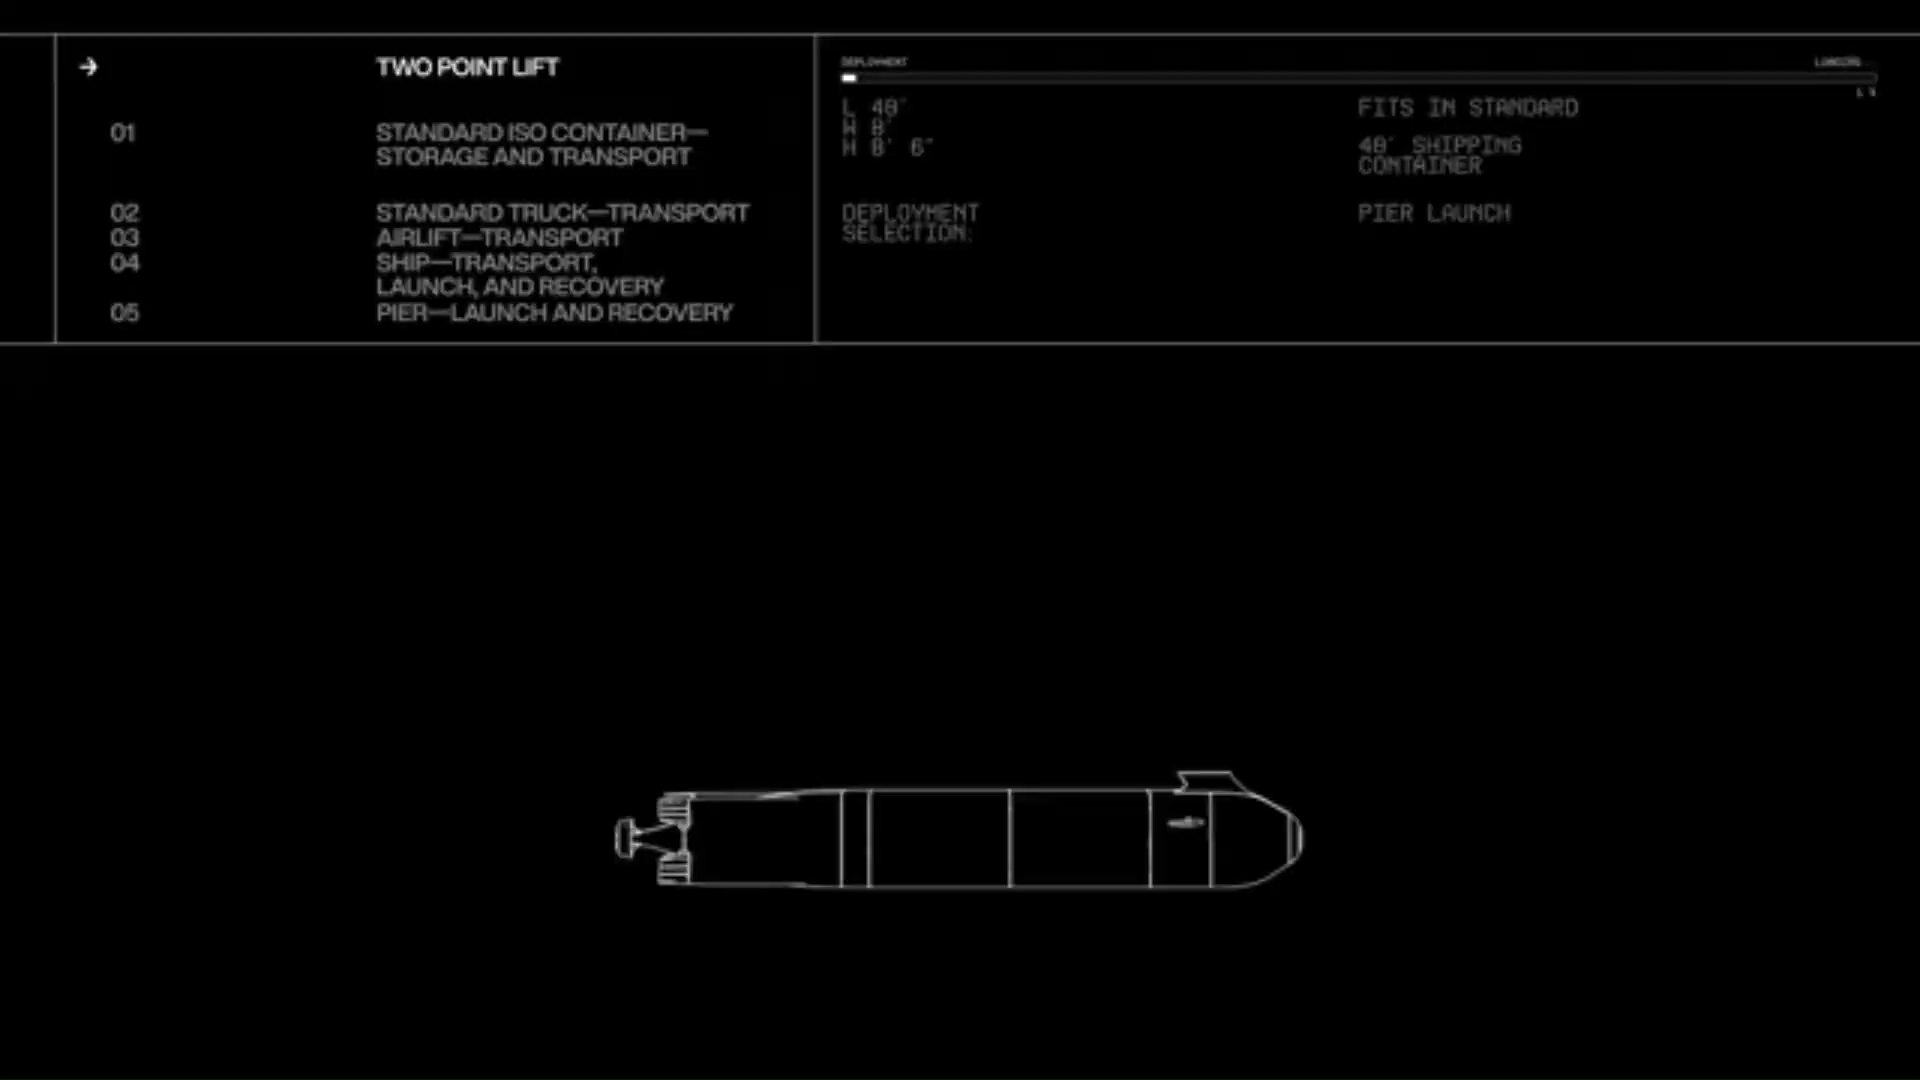 → TWO POINT LIFT
01 STANDARD ISO CONTAINER—
STORAGE AND TRANSPORT
02 STANDARD TRUCK—TRANSPORT
03 AIRLIFT—TRANSPORT
04 SHIP—TRANSPORT,
LAUNCH, AND RECOVERY
05 PIER—LAUNCH AND RECOVERY
DEPLOYMENT
L 40'
W 8'
H 8' 6"
FITS IN STANDARD
40' SHIPPING
CONTAINER
DEPLOYMENT
SELECTION:
PIER LAUNCH